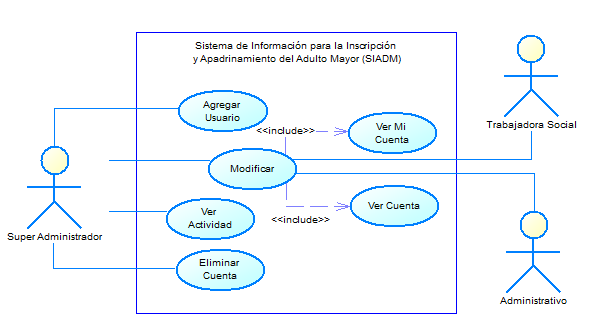 Sistema de Información para la Inscripción
y Apadrinamiento del Adulto Mayor (SIADM)
Agregar
Usuario
<<include>>
Ver Mi
Cuenta
Trabajadora Social
Modificar
Ver
Actividad
Ver Cuenta
<<include>>
Super Administrador
Eliminar
Cuenta
Administrativo